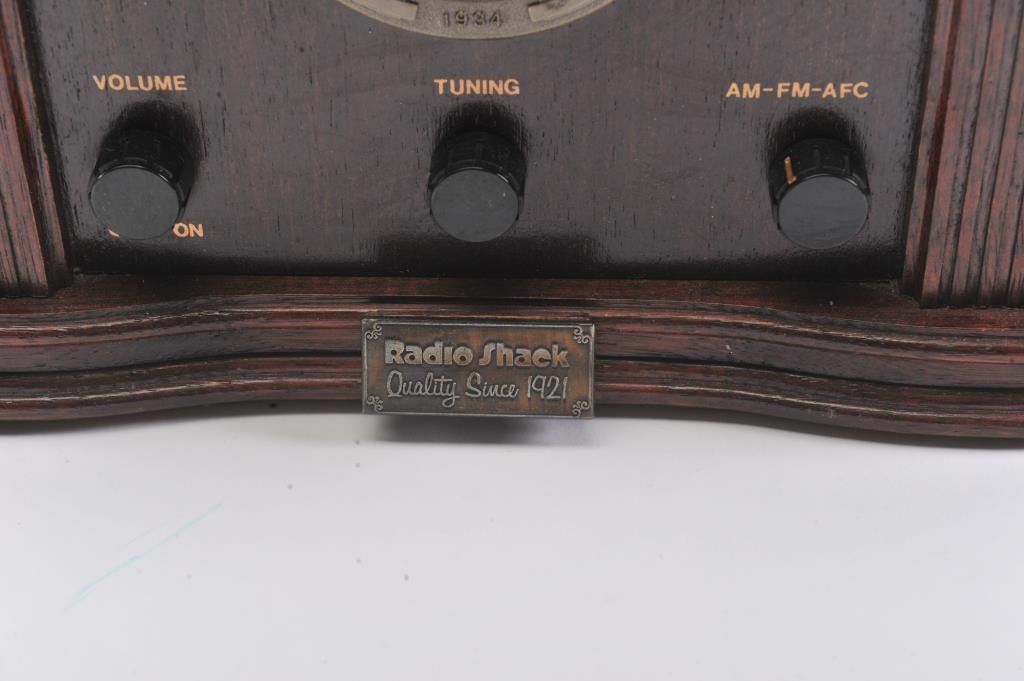 1934
VOLUME
TUNING
AM-FM-AFC
ON
Radio Shack
Quality Since 1921